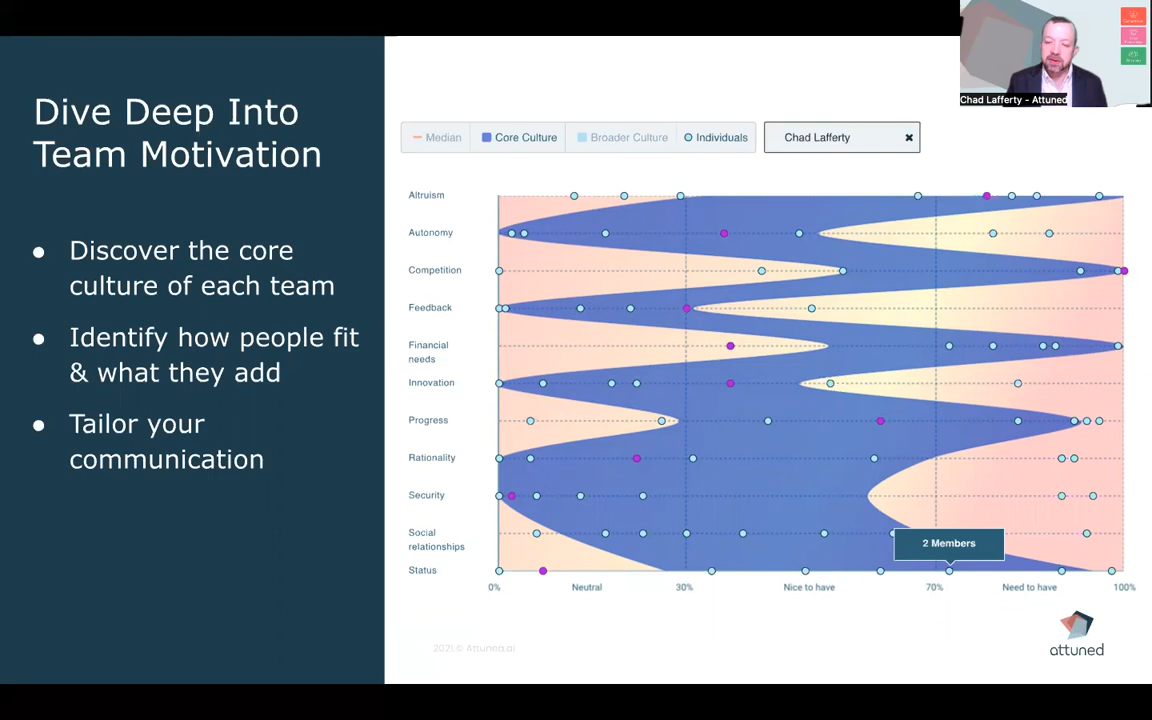 Dive Deep Into
Team Motivation
● Discover the core
culture of each team
● Identify how people fit
& what they add
● Tailor your
communication
Chad Lafferty - Attuned
Median
Core Culture
Broader Culture
Individuals
Chad Lafferty
Altruism
Autonomy
Competition
Feedback
Financial
needs
Innovation
Progress
Rationality
Security
Social
relationships
Status
2 Members
0%
Neutral
30%
Nice to have
70%
Need to have
100%
2021 © Attuned.ai
attuned